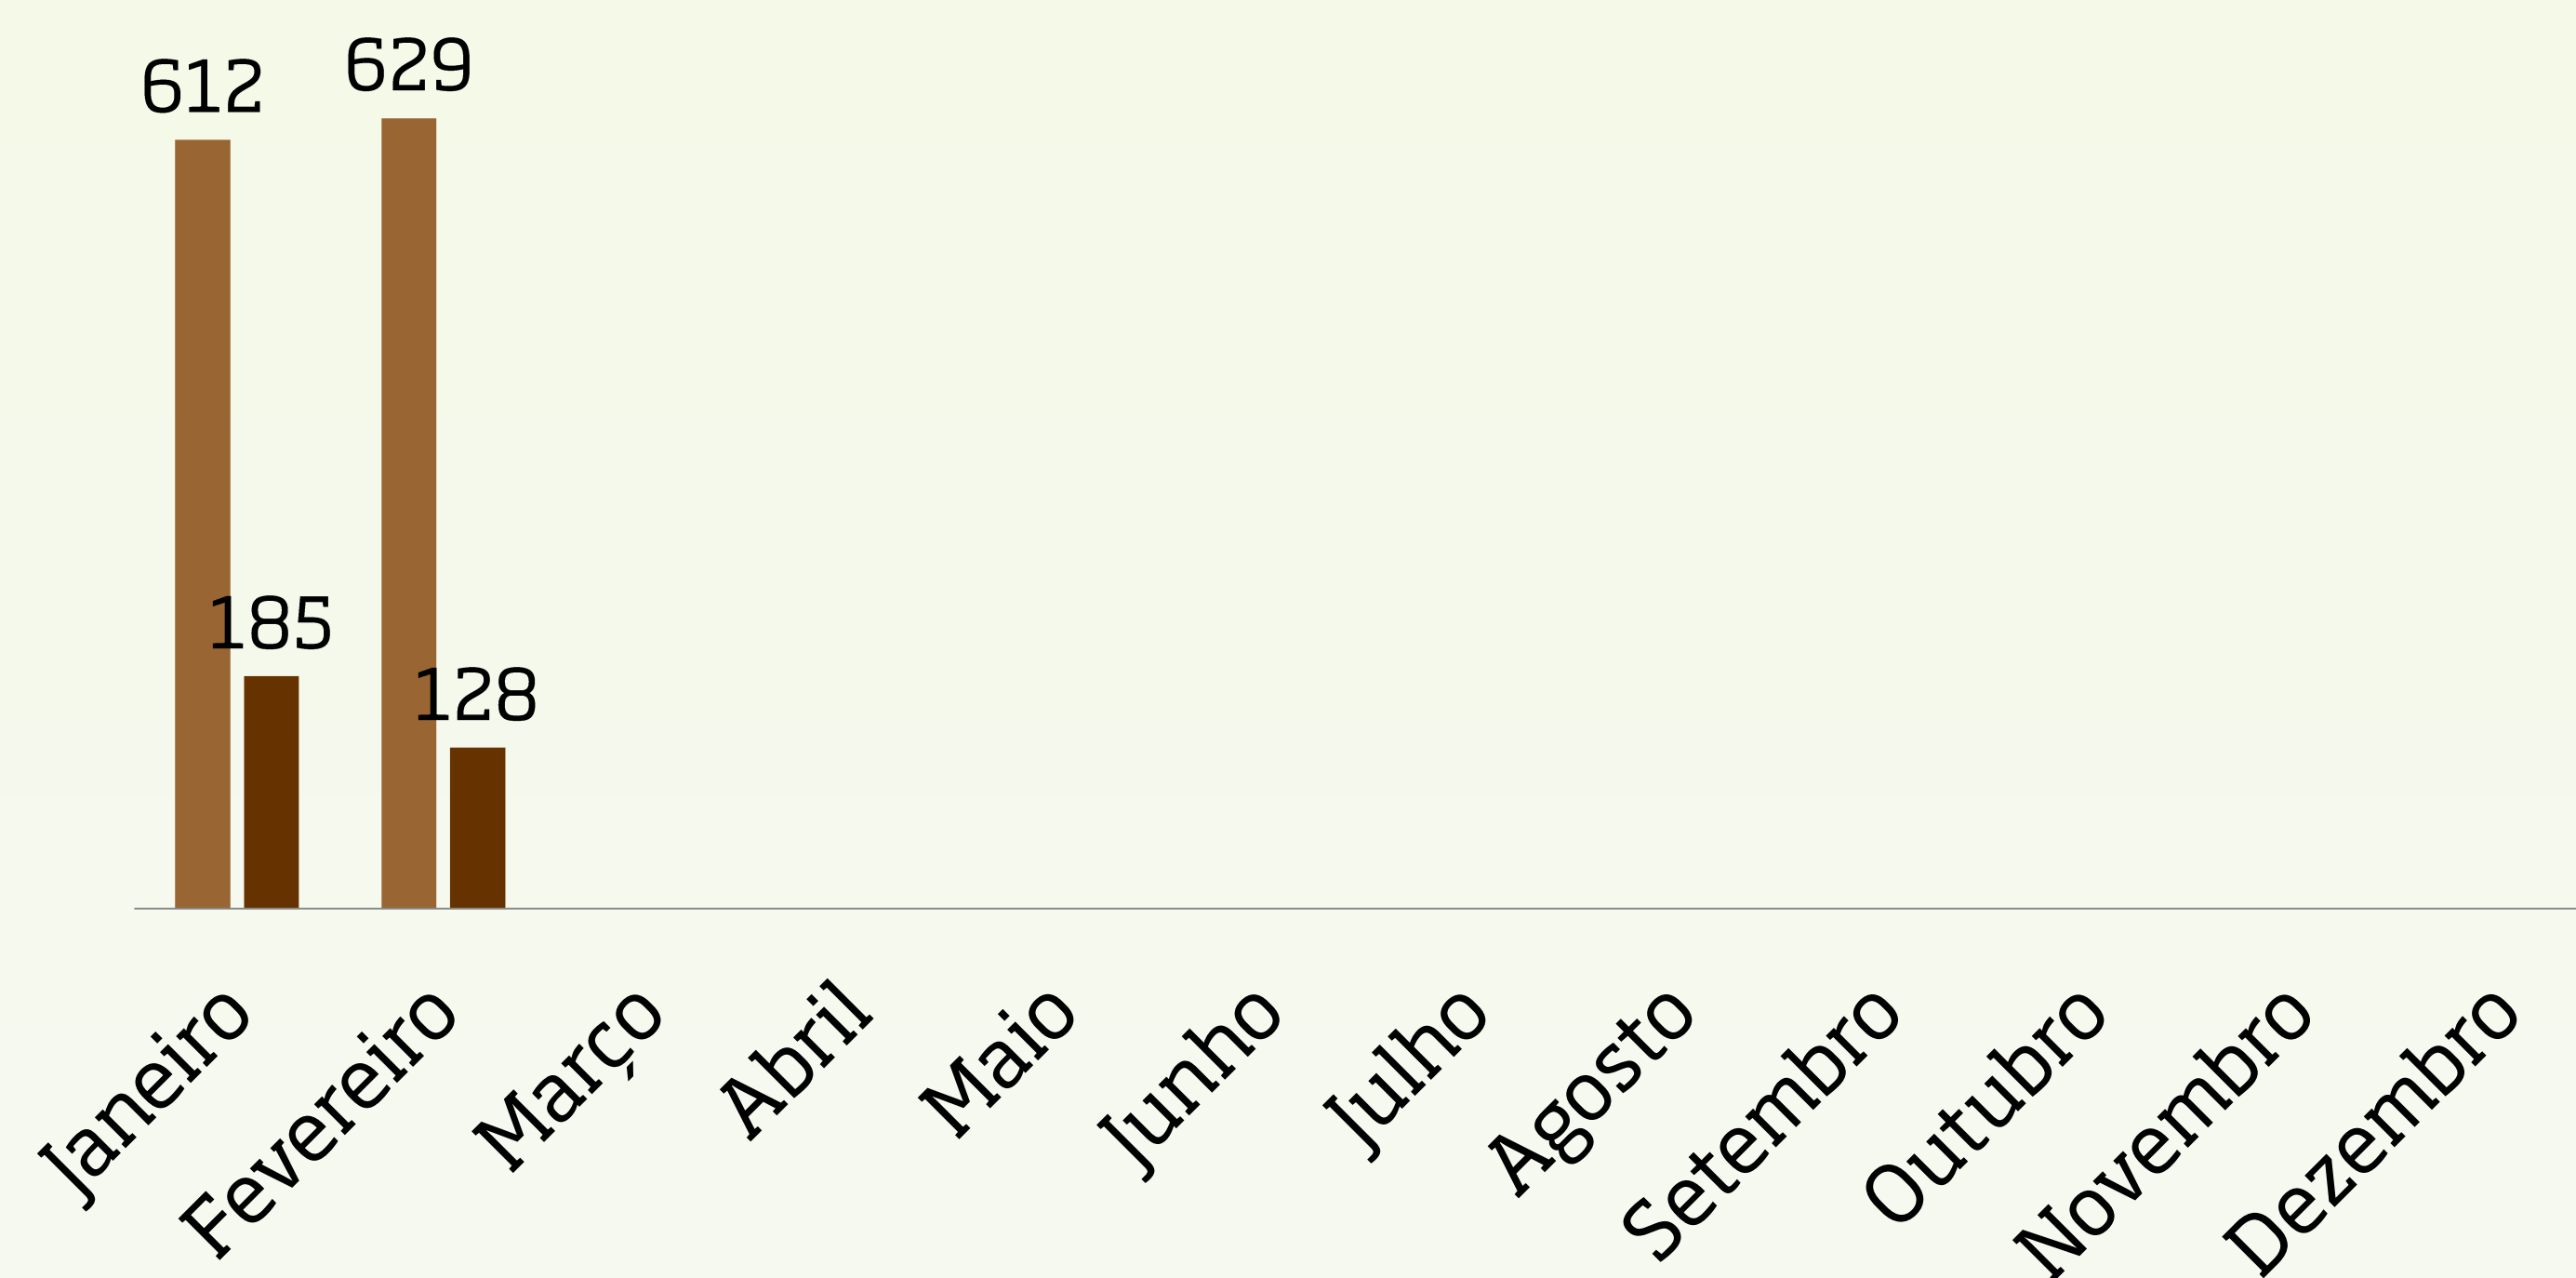 612
629
185
128
Janeiro
Fevereiro
Março
Abril
Maio
Junho
Julho
Agosto
Setembro
Outubro
Novembro
Dezembro